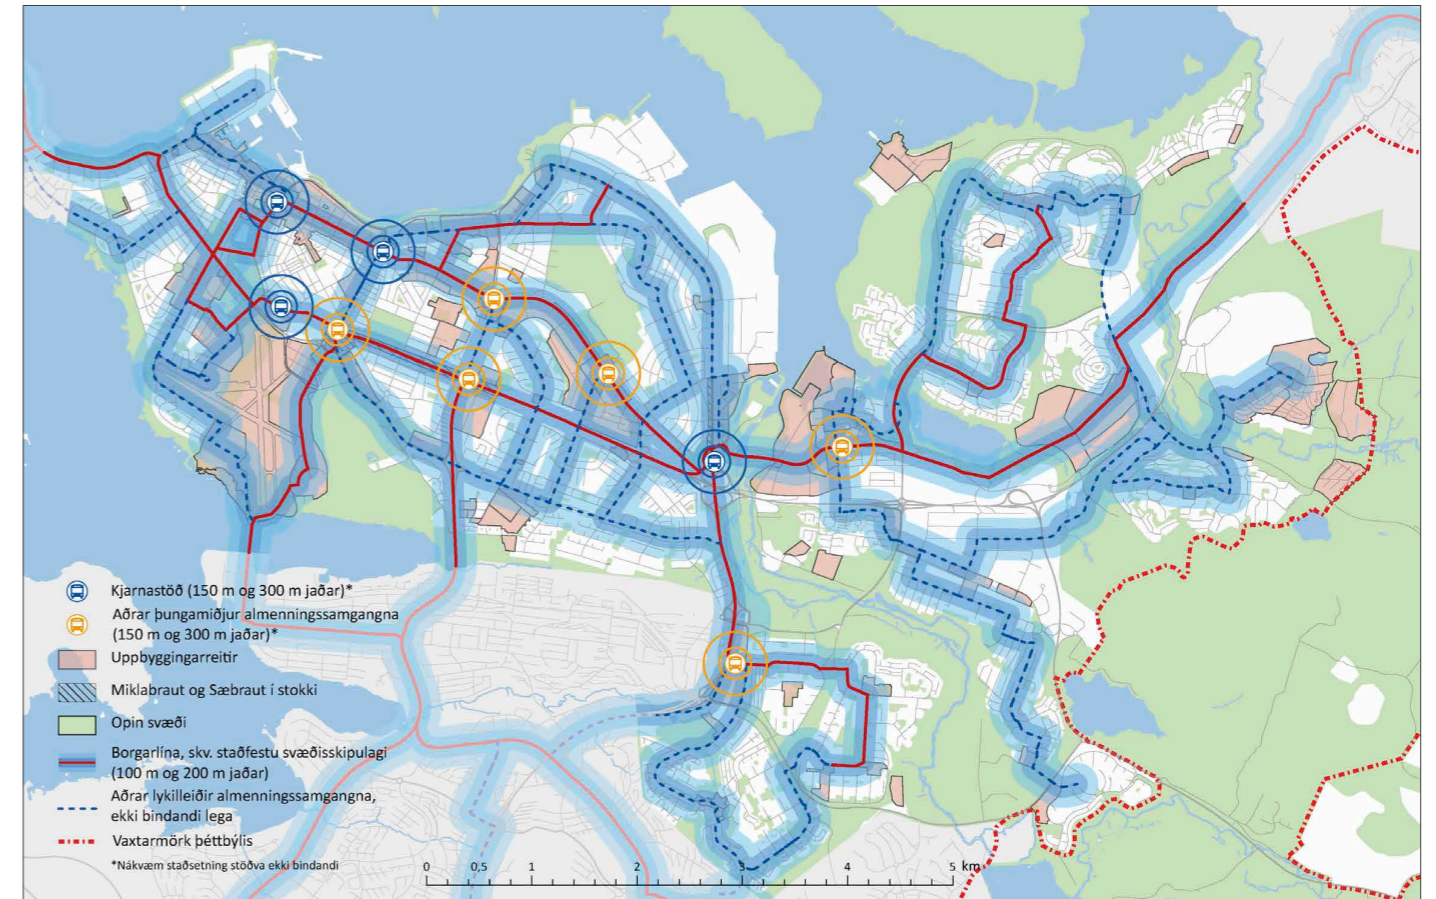 Kjarnastöð (150 m og 300 m jaðar)*
Aðrar þungamiðjur almenningssamgangna
(150 m og 300 m jaðar)*
Uppbyggingarreitir
Miklabraut og Sæbraut í stokki
Opin svæði
Borgarlína, skv. staðfestu svæðisskipulagi
(100 m og 200 m jaðar)
Aðrar lykilleiðir almenningssamgangna,
ekki bindandi lega
Vaxtarmörk þéttbýlis
*Nákvæm staðsetning stöðva ekki bindandi
0 0,5 1 2 3 4 5 km